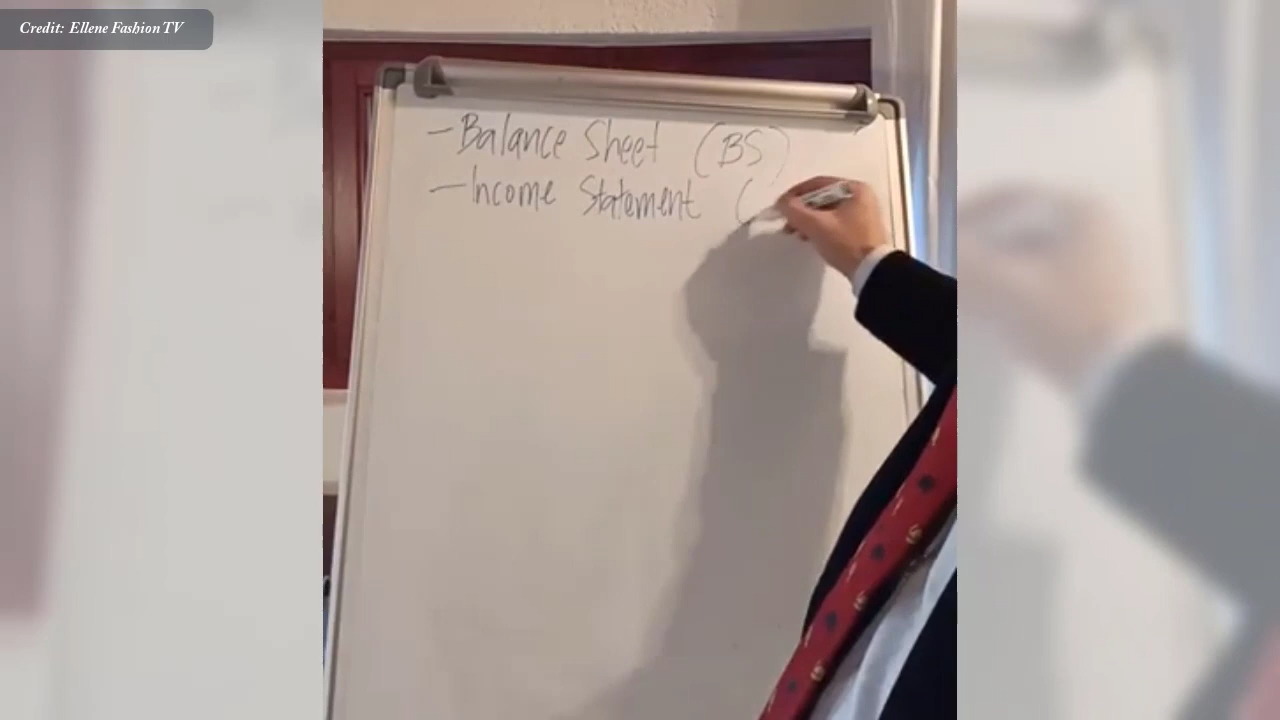 Credit: Ellene Fashion TV
- Balance Sheet (BS)
- Income Statement (